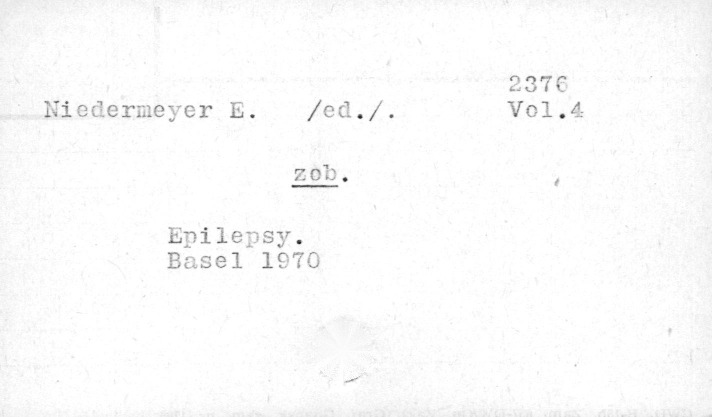 2376
Niedermeyer E. /ed./. Vol.4
zob.
Epilepsy.
Basel 1970